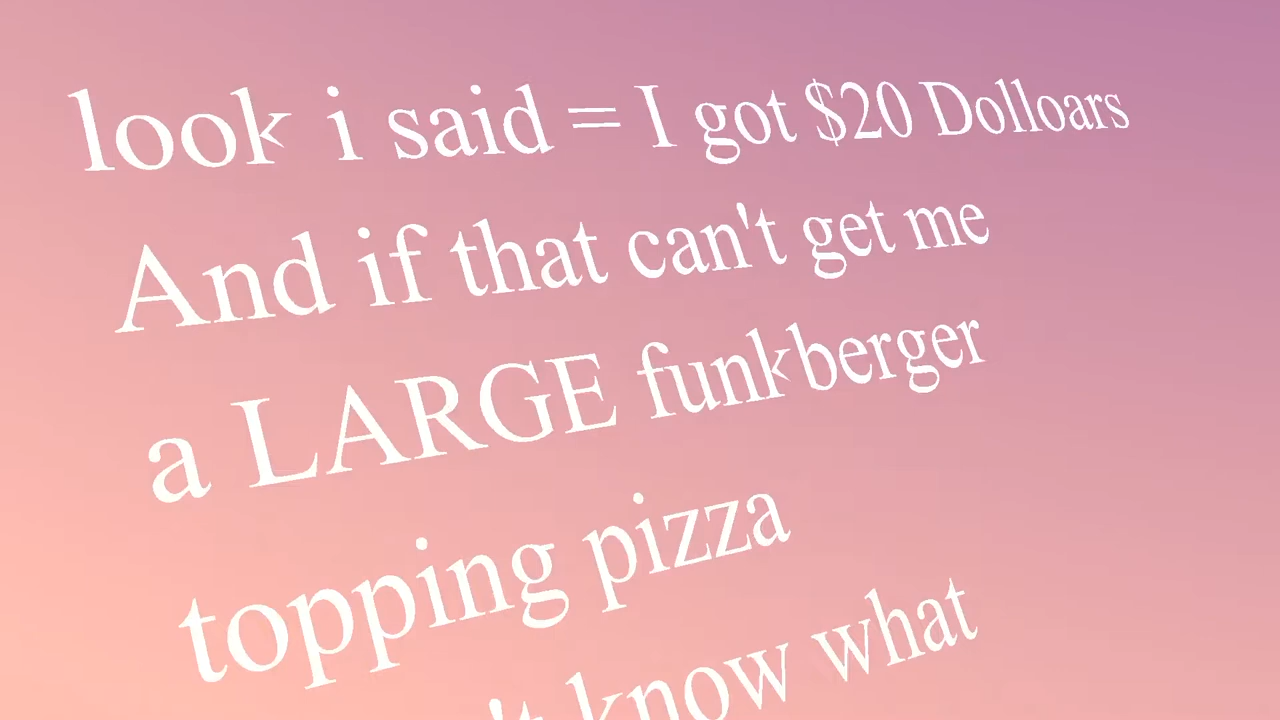 look i said = I got $20 Dolloars
And if that can't get me
a LARGE funkberger
topping pizza
know what